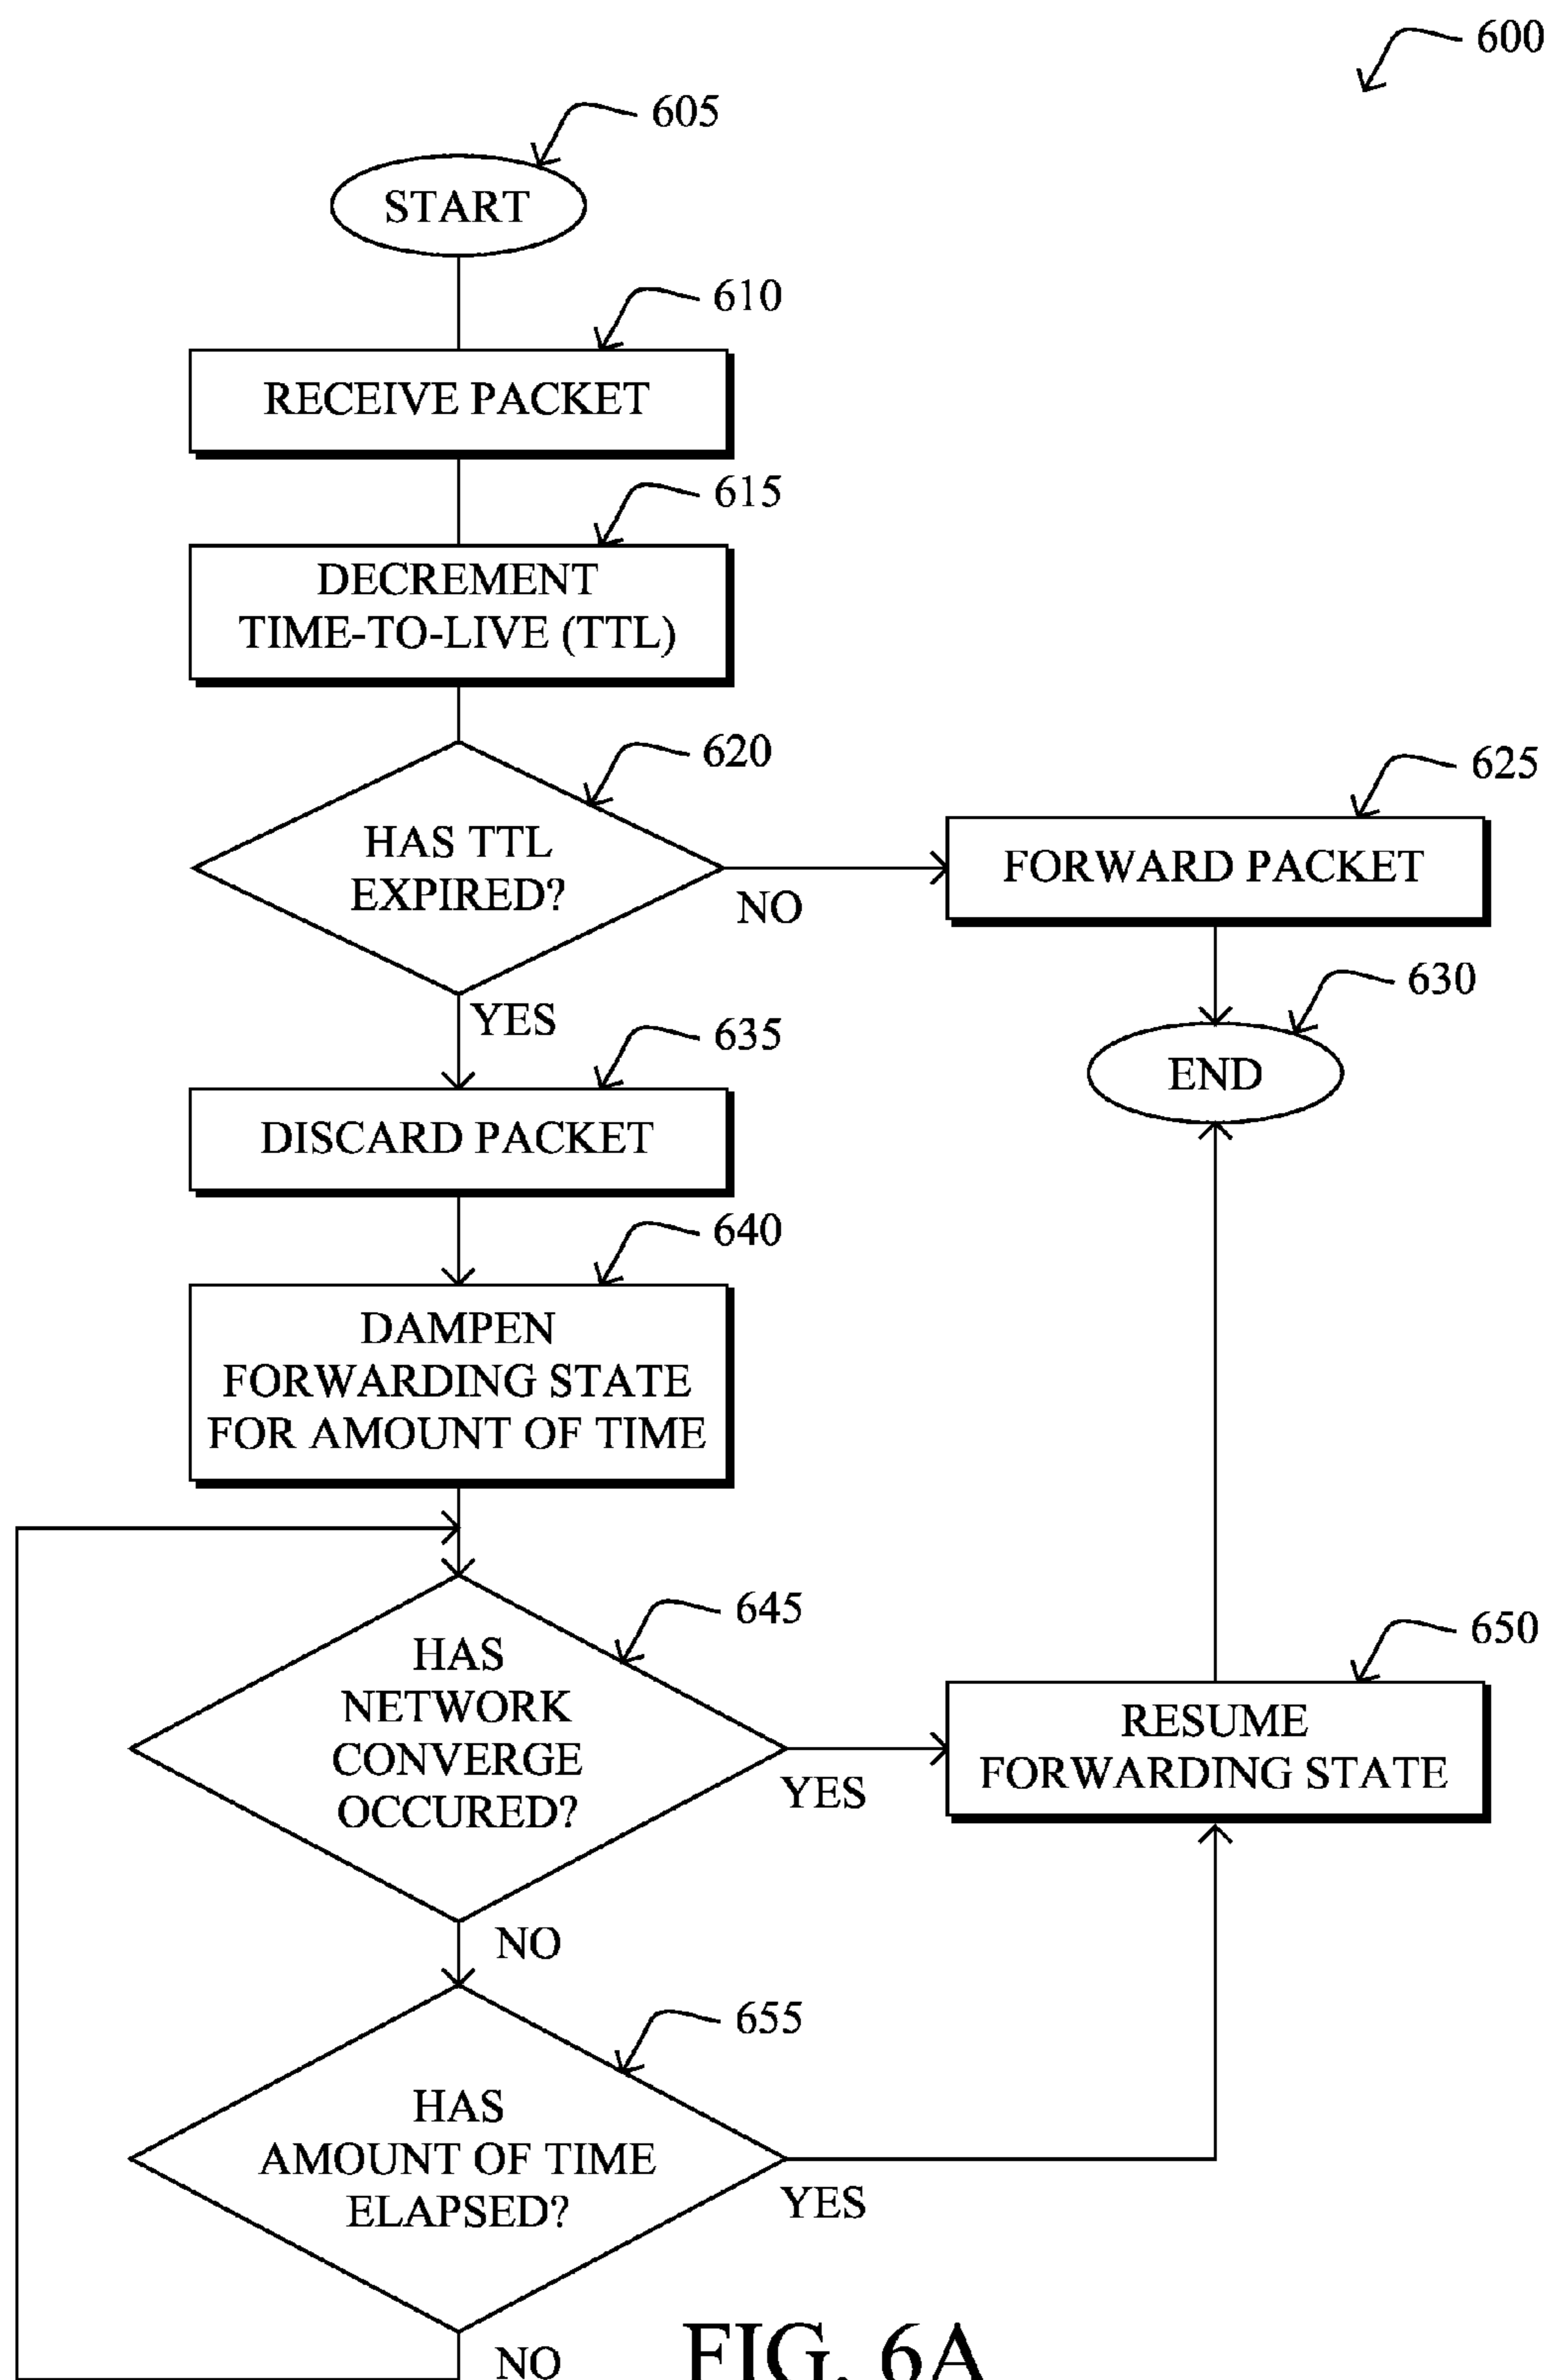 600
605
START
610
RECEIVE PACKET
615
DECREMENT
TIME-TO-LIVE (TTL)
620
HAS TTL
EXPIRED?
NO
625
FORWARD PACKET
630
END
YES
635
DISCARD PACKET
640
DAMPEN
FORWARDING STATE
FOR AMOUNT OF TIME
645
HAS
NETWORK
CONVERGE
OCCURED?
YES
650
RESUME
FORWARDING STATE
NO
655
HAS
AMOUNT OF TIME
ELAPSED?
YES
NO
FIG. 6A